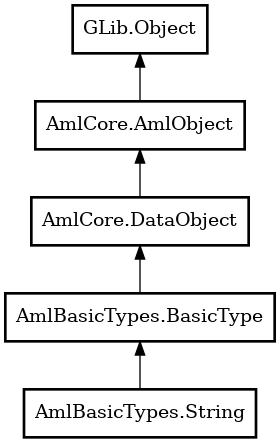 GLib.Object
AmlCore.AmlObject
AmlCore.DataObject
AmlBasicTypes.BasicType
AmlBasicTypes.String